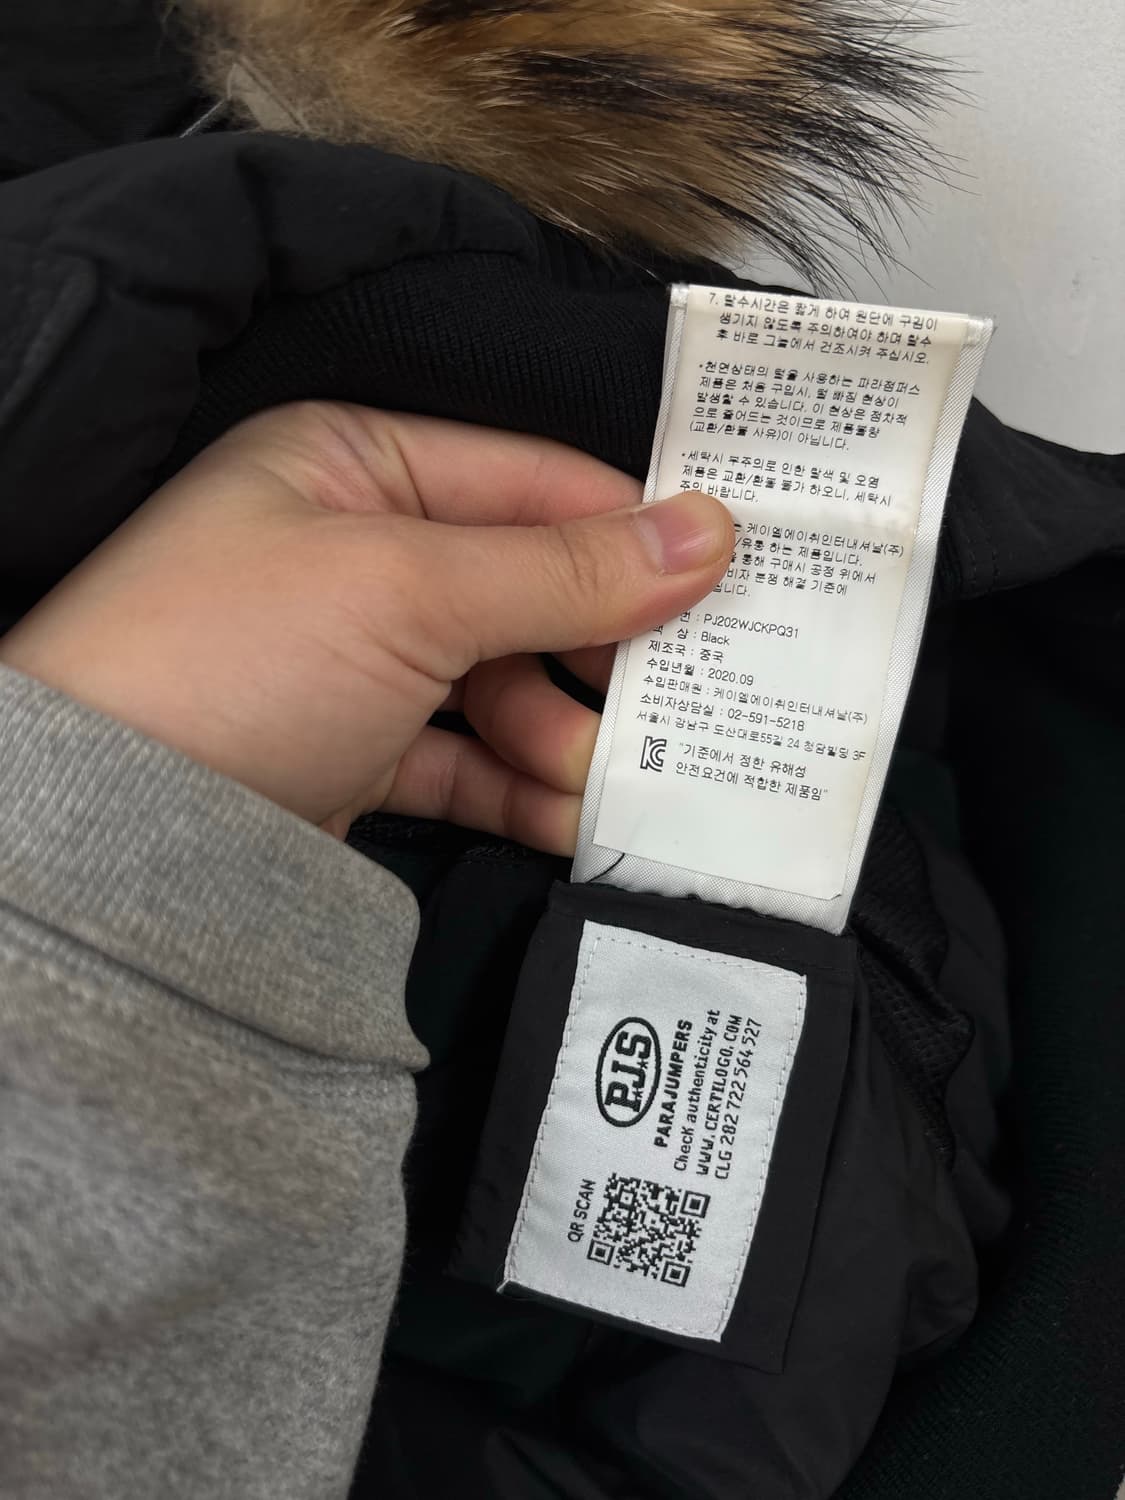 7. 탈수시간은 짧게 하여 원단에 구김이
생기지 않도록 주의하여야 하며 탈수
후 바로 그늘에서 건조시켜 주십시오.
*천연상태의 털을 사용하는 파라점퍼스
제품은 처음 구입시, 털 빠짐 현상이
발생할 수 있습니다. 이 현상은 점차적
으로 줄어드는 것이므로 제품불량
(교환/환불 사유)이 아닙니다.
*세탁시 부주의로 인한 탈색 및 오염
제품은 교환/환불 불가 하오니, 세탁시
주의 바랍니다.
는 케이엘에이취인터내셔날(주)
/유통 하는 제품입니다.
을 통해 구매시 공정 위에서
비자 분쟁 해결 기준에
됩니다.
번 : PJ202WJCKPQ31
색 상 : Black
제조국 : 중국
수입년월 : 2020.09
수입판매원 : 케이엘에이취인터내셔날(주)
소비자상담실 : 02-591-5218
서울시 강남구 도산대로55길 24 청담빌딩 3F
"기준에서 정한 유해성
안전요건에 적합한 제품임"
P.J.S
PARAJUMPERS
Check authenticity at
WWW.CERTILOGO.COM
CLG 282 722 564 527
QR SCAN